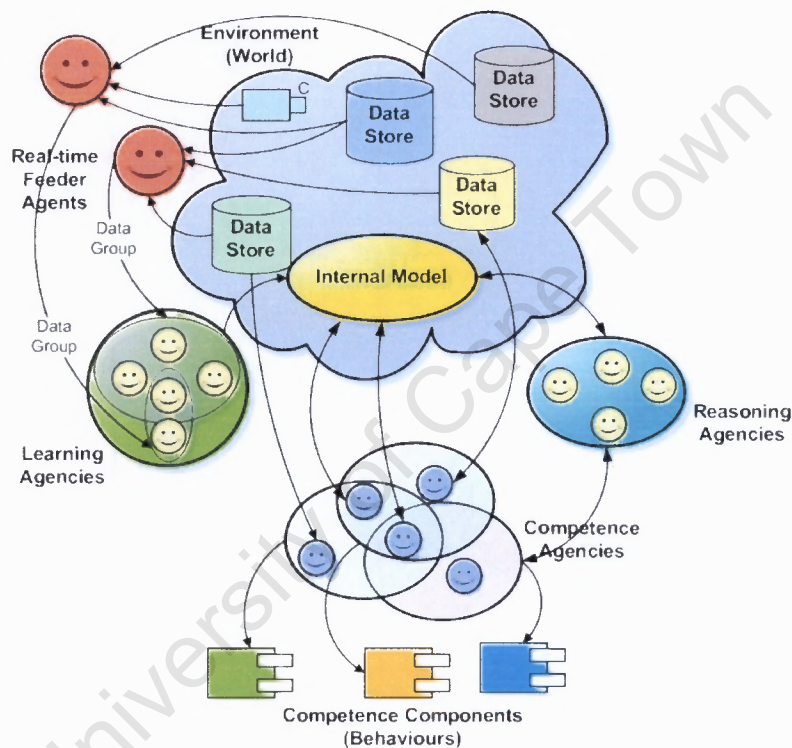 Environment
(World)
C
Data
Store
Data
Store
Real-time
Feeder
Agents
Data
Store
Data
Group
Data
Store
Internal Model
Data
Group
Learning
Agencies
Reasoning
Agencies
Competence
Agencies
Competence Components
(Behaviours)
University of Cape Town